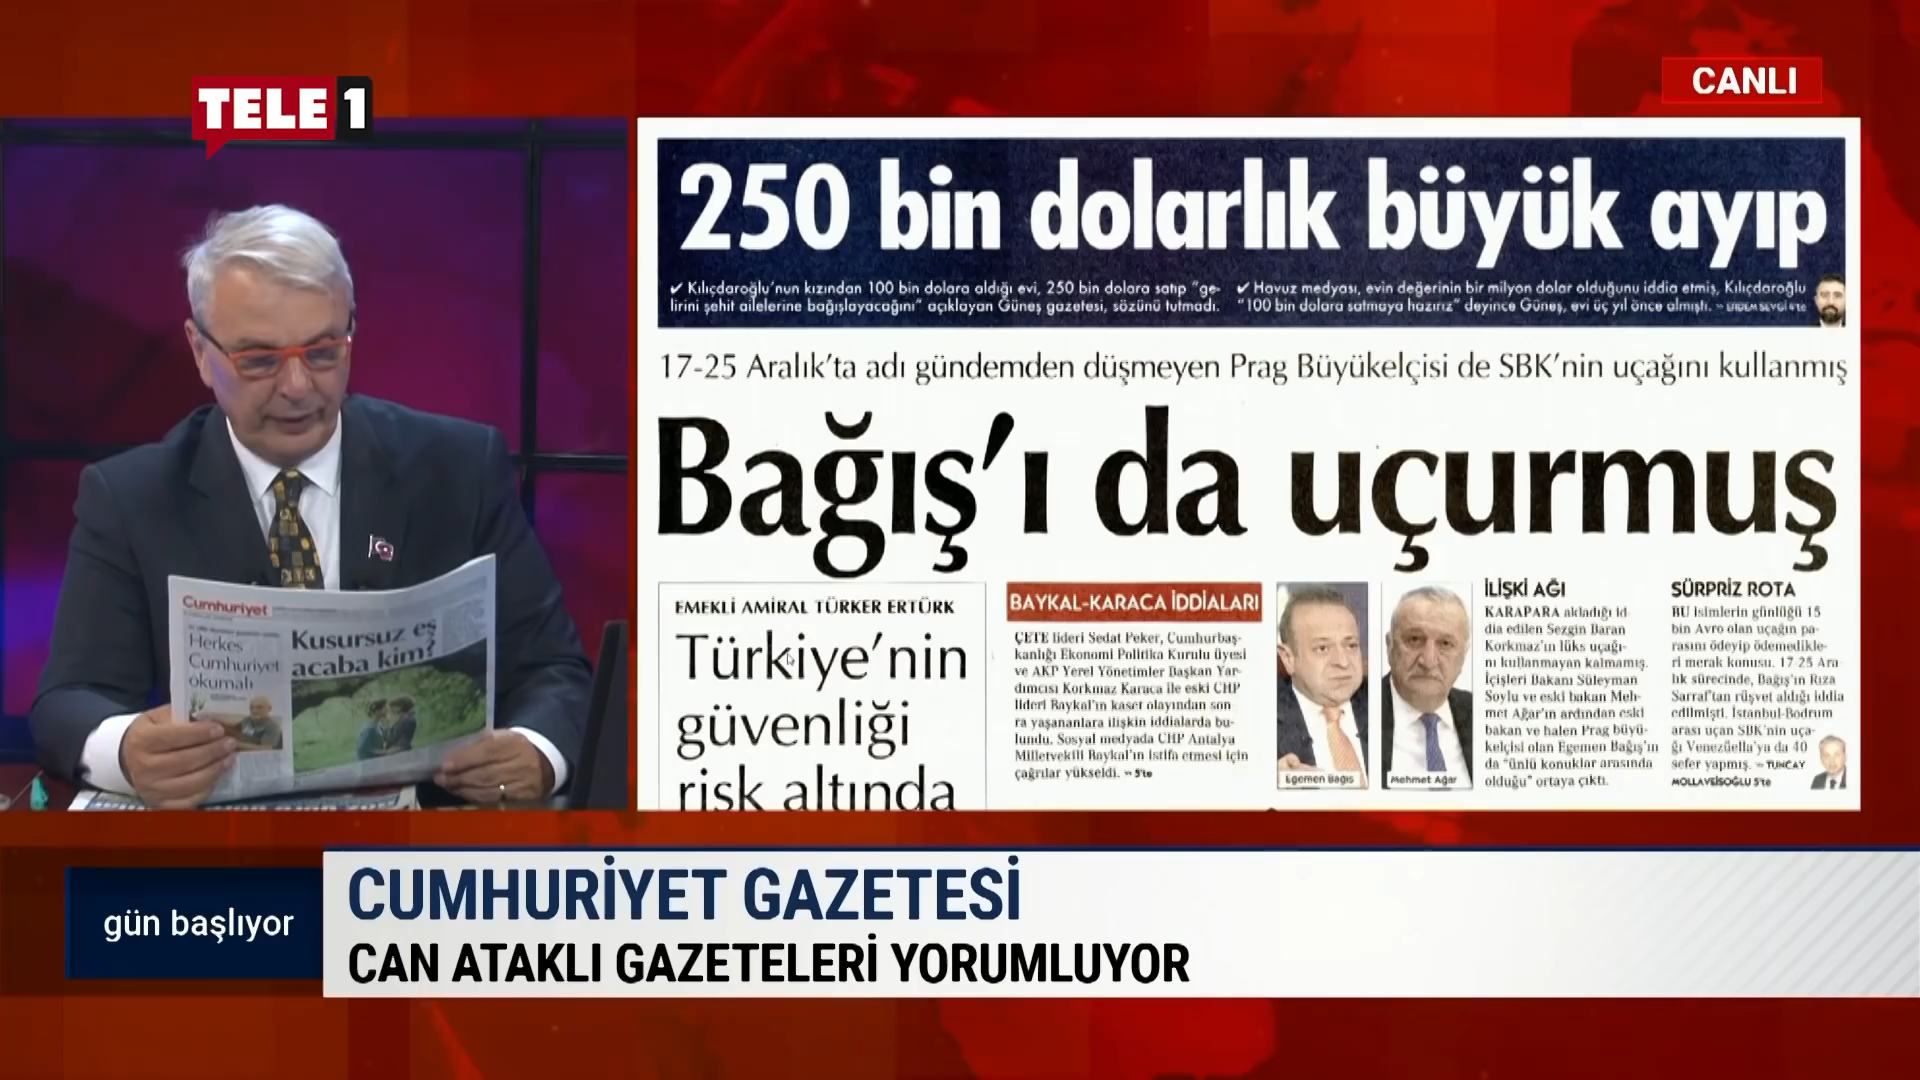 TELE 1
CANLI
250 bin dolarlık büyük ayıp
✔ Kılıçdaroğlu'nun kızından 100 bin dolara aldığı evi, 250 bin dolara satıp "ge-
lirini şehit ailelerine bağışlayacağını" açıklayan Güneş gazetesi, sözünü tutmadı.
✔ Havuz medyası, evin değerinin bir milyon dolar olduğunu iddia etmiş, Kılıçdaroğlu
"100 bin dolara satmaya hazırız" deyince Güneş, evi üç yıl önce almıştı.
17-25 Aralık'ta adı gündemden düşmeyen Prag Büyükelçisi de SBK'nin uçağını kullanmış
Bağış'ı da uçurmuş
EMEKLİ AMİRAL TÜRKER ERTÜRK
Türkiye'nin
güvenliği
risk altında
BAYKAL-KARACA İDDİALARI
ÇETE lideri Sedat Peker, Cumhurbaş-
kanlığı Ekonomi Politika Kurulu üyesi
ve AKP Yerel Yönetimler Başkan Yar-
dımcısı Korkmaz Karaca ile eski CHP
lideri Baykal'ın kaset olayından son-
ra yaşananlara ilişkin iddialarda bu-
lundu. Sosyal medyada CHP Antalya
Milletvekili Baykal'ın istifa etmesi için
çağrılar yükseldi. »» 5'te
Egemen Bağış
Mehmet Ağar
İLİŞKİ AĞI
KARAPARA akladığı id-
dia edilen Sezgin Baran
Korkmaz'ın lüks uçağı-
nı kullanmayan kalmamış.
İçişleri Bakanı Süleyman
Soylu ve eski bakan Meh-
met Ağar'ın ardından eski
bakan ve halen Prag büyü-
kelçisi olan Egemen Bağış'ın
da "ünlü konuklar arasında
olduğu" ortaya çıktı.
SÜRPRİZ ROTA
BU isimlerin günlüğü 15
bin Avro olan uçağın pa-
rasını ödeyip ödemedikle-
ri merak konusu. 17-25 Ara-
lık sürecinde, Bağış'ın Rıza
Sarraf'tan rüşvet aldığı iddia
edilmişti. İstanbul-Bodrum
arası uçan SBK'nin uça-
ğı Venezüella'ya da 40
sefer yapmış. »» TUNCAY
MOLLAVEİSOĞLU 5'te
Cumhuriyet
Herkes
Cumhuriyet
okumalı
Kusursuz eş
acaba kim?
gün başlıyor
CUMHURİYET GAZETESİ
CAN ATAKLI GAZETELERİ YORUMLUYOR